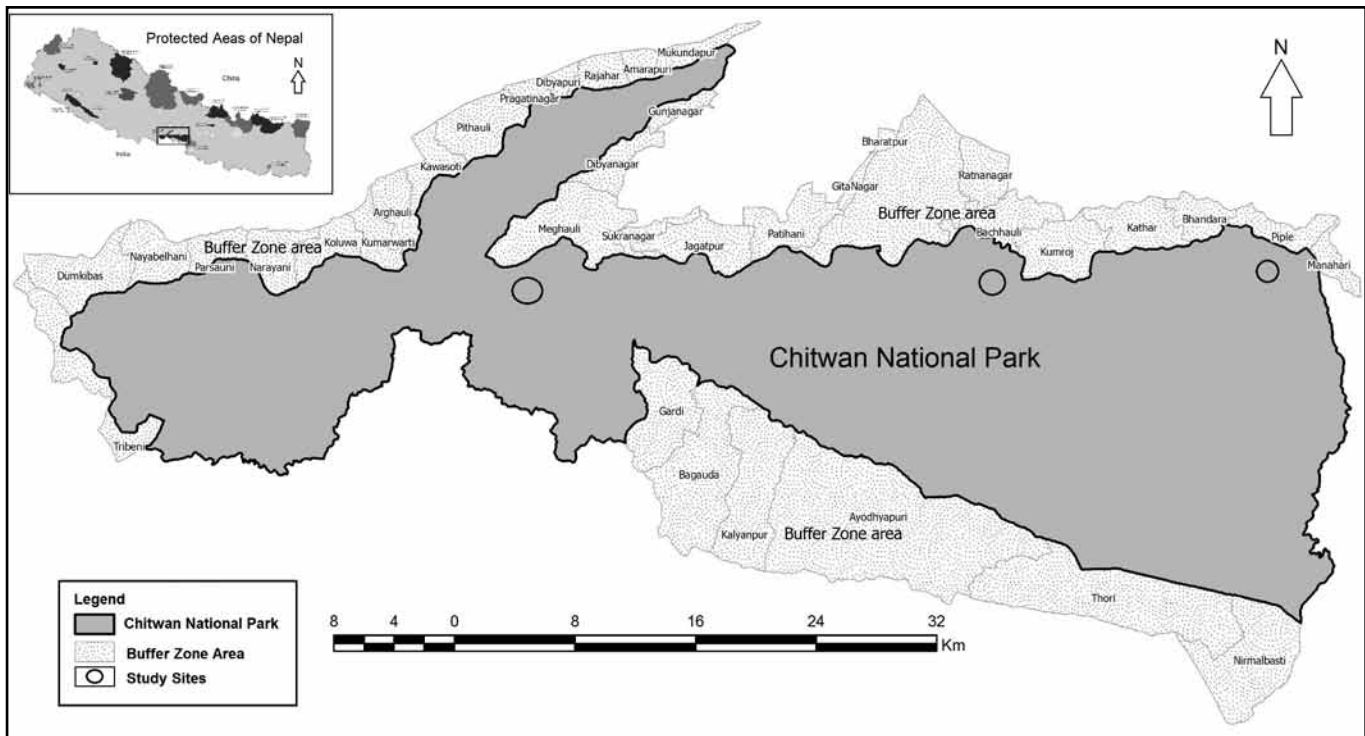 Protected Aeas of Nepal
N
China
India
N
Mukundapur
Amarapuri
Rajahar
Dibyapuri
Pragatinagar
Gunjanagar
Pithauli
Kawasoti
Dibyanagar
Bharatpur
Ratnanagar
GitaNagar
Arghauli
Buffer Zone area
Meghauli
Sukranagar
Jagatpur
Patihani
Bachhauli
Kumroj
Kathar
Bhandara
Piple
Manahari
Koluwa
Kumarwarti
Buffer Zone area
Nayabelhani
Dumkibas
Parsauni
Narayani
Chitwan National Park
Tribeni
Gardi
Bagauda
Kalyanpur
Ayodhyapuri
Buffer Zone area
Thori
Nirmalbasti
Legend
Chitwan National Park
Buffer Zone Area
Study Sites
8 4 0 8 16 24 32
Km